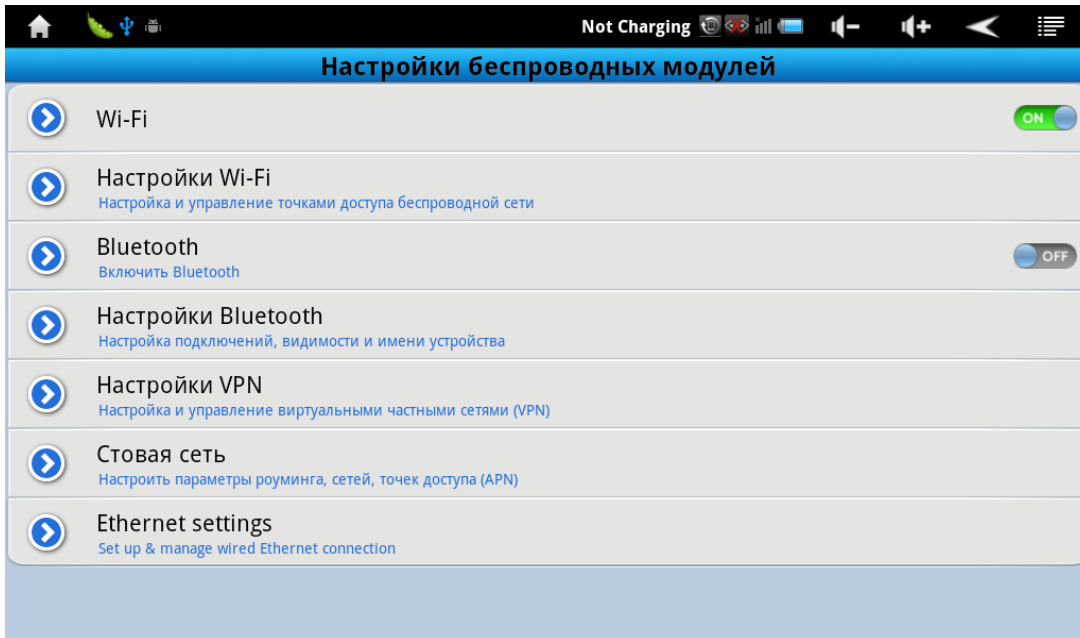 Not Charging
Настройки беспроводных модулей
Wi-Fi
ON
Настройки Wi-Fi
Настройка и управление точками доступа беспроводной сети
Bluetooth
Включить Bluetooth
OFF
Настройки Bluetooth
Настройка подключений, видимости и имени устройства
Настройки VPN
Настройка и управление виртуальными частными сетями (VPN)
Стовая сеть
Настроить параметры роуминга, сетей, точек доступа (APN)
Ethernet settings
Set up & manage wired Ethernet connection